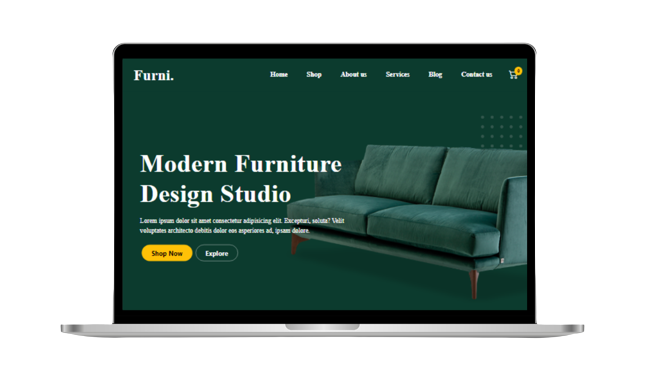 Furni.
Home Shop About us Services Blog Contact us
Modern Furniture
Design Studio
Lorem ipsum dolor sit amet consectetur adipisicing elit. Excepturi, soluta? Velit
voluptates architecto debitis dolor eos asperiores ad, ipsam dolore.
Shop Now Explore